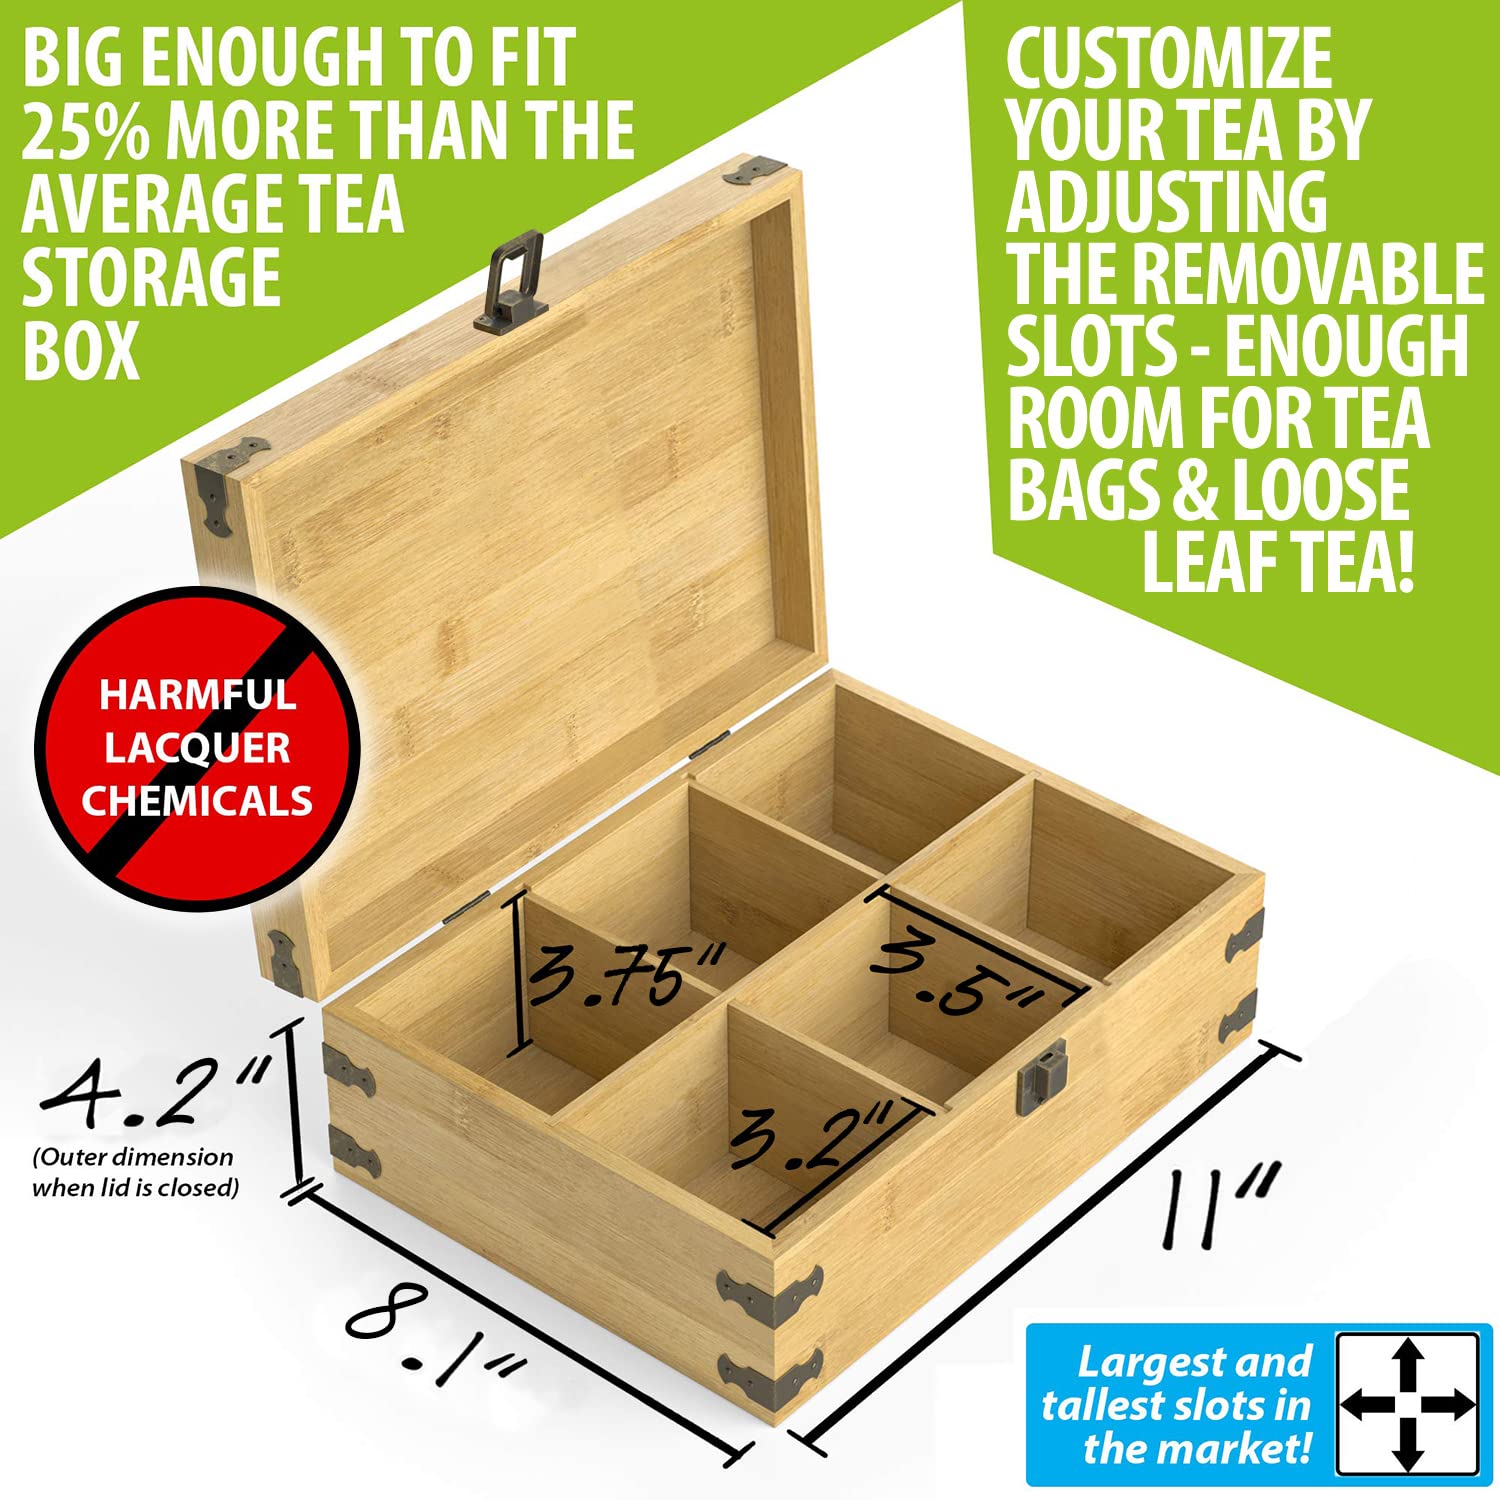 BIG ENOUGH TO FIT
25% MORE THAN THE
AVERAGE TEA
STORAGE
BOX
CUSTOMIZE
YOUR TEA BY
ADJUSTING
THE REMOVABLE
SLOTS - ENOUGH
ROOM FOR TEA
BAGS & LOOSE
LEAF TEA!
HARMFUL
LACQUER
CHEMICALS
3.75"
3.5"
4.2"
(Outer dimension
when lid is closed)
3.2"
11"
8.1"
Largest and
tallest slots in
the market!